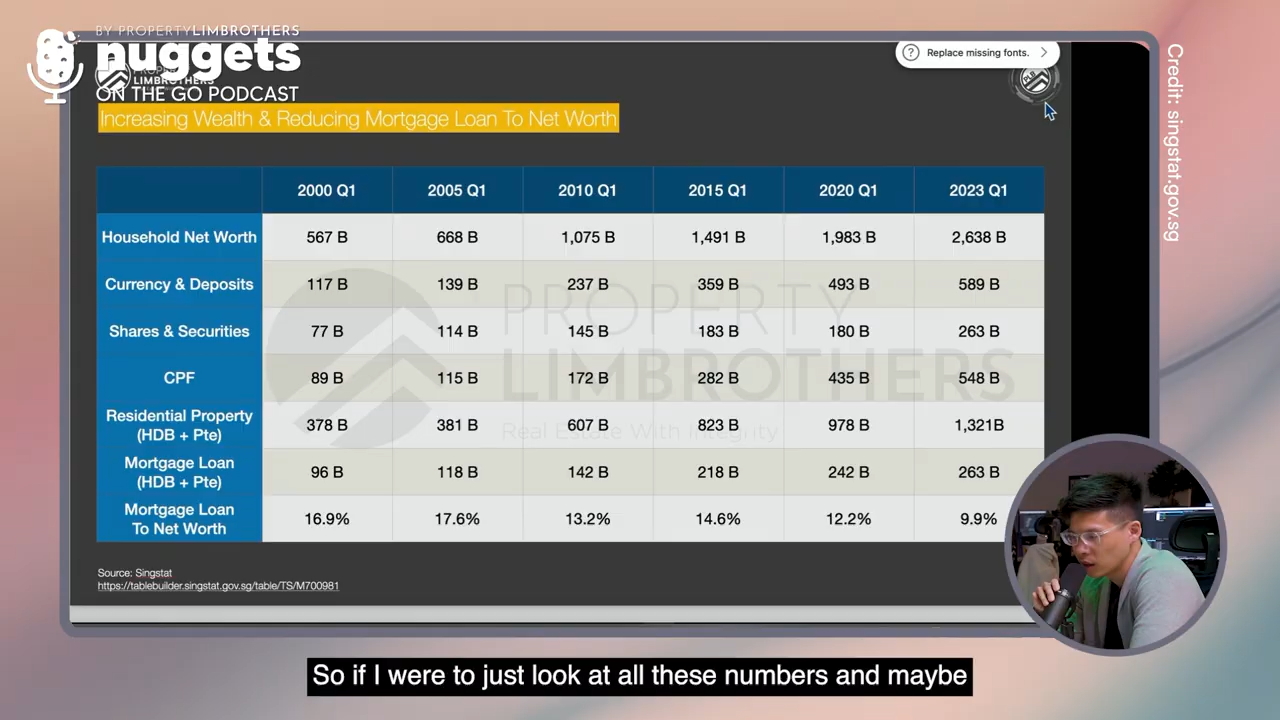 BY PROPERTYLIMBROTHERS
nuggets
ON THE GO PODCAST
LIMBROTHERS
Replace missing fonts.
Credit: singstat.gov.sg
Increasing Wealth & Reducing Mortgage Loan To Net Worth
2000 Q1 2005 Q1 2010 Q1 2015 Q1 2020 Q1 2023 Q1
Household Net Worth 567 B 668 B 1,075 B 1,491 B 1,983 B 2,638 B
Currency & Deposits 117 B 139 B 237 B 359 B 493 B 589 B
Shares & Securities 77 B 114 B 145 B 183 B 180 B 263 B
CPF 89 B 115 B 172 B 282 B 435 B 548 B
Residential Property
(HDB + Pte) 378 B 381 B 607 B 823 B 978 B 1,321B
Mortgage Loan
(HDB + Pte) 96 B 118 B 142 B 218 B 242 B 263 B
Mortgage Loan
To Net Worth 16.9% 17.6% 13.2% 14.6% 12.2% 9.9%
PROPERTY
LIMBROTHERS
Real Estate With Integrity
Source: Singstat
https://tablebuilder.singstat.gov.sg/table/TS/M700981
So if I were to just look at all these numbers and maybe